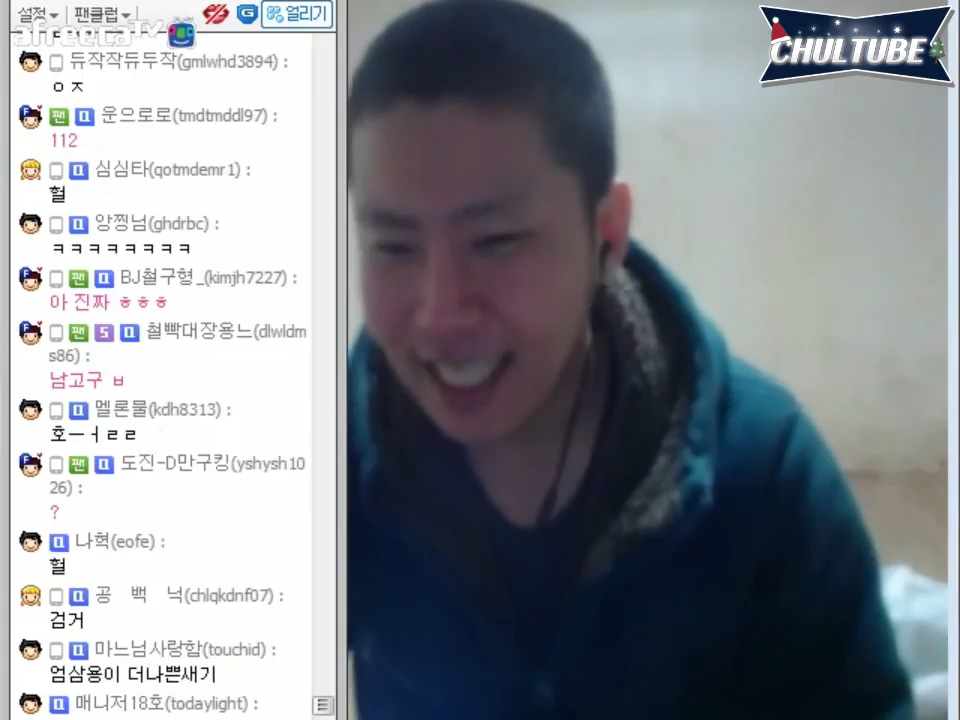 설정 팬클럽 열리기
afreecaTV
CHULTUBE
듀작작듀두작(gmlwhd3894) :
ㅇㅈ
팬 운으로로(tmdtmddl97) :
112
심심타(qotmdemr1) :
헐
앙찡넘(ghdrbc) :
ㅋㅋㅋㅋㅋㅋㅋㅋ
팬 BJ철구형_(kimjh7227) :
아 진짜 ㅎㅎㅎ
팬 S 철빡대장용느(dlwldm
s86) :
남고구 ㅂ
멜론물(kdh8313) :
호ㅡㅓㄹㄹ
팬 도진-D만구킹(yshysh10
26) :
?
나혁(eofe) :
헐
공 백 닉(chlqkdnf07) :
검거
마느님사랑함(touchid) :
엄삼용이 더나쁜새기
매니저18호(todaylight) :